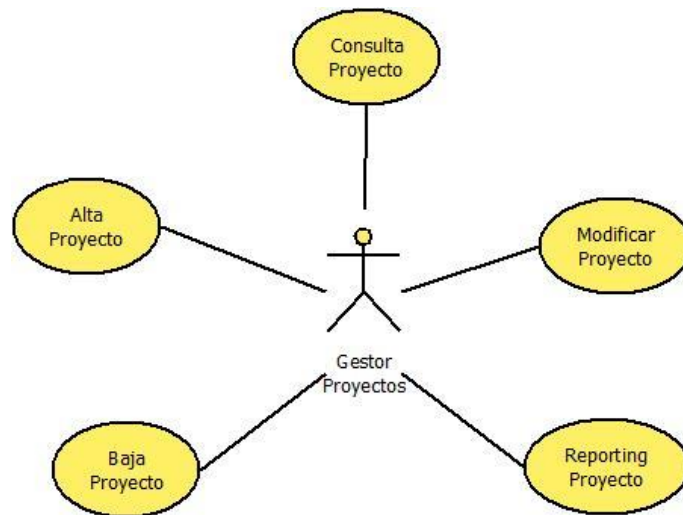 Consulta
Proyecto
Alta
Proyecto
Modificar
Proyecto
Gestor
Proyectos
Baja
Proyecto
Reporting
Proyecto